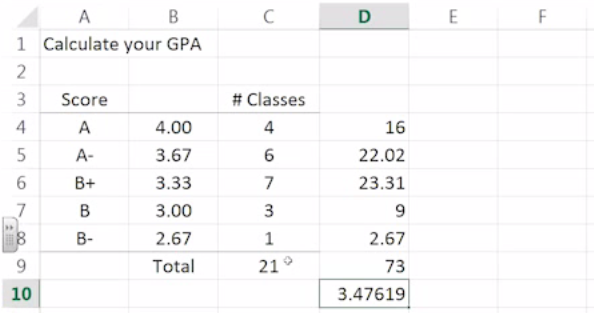 A B C D E F
1 Calculate your GPA
2
3 Score # Classes
4 A 4.00 4 16
5 A- 3.67 6 22.02
6 B+ 3.33 7 23.31
7 B 3.00 3 9
8 B- 2.67 1 2.67
9 Total 21 73
10 3.47619